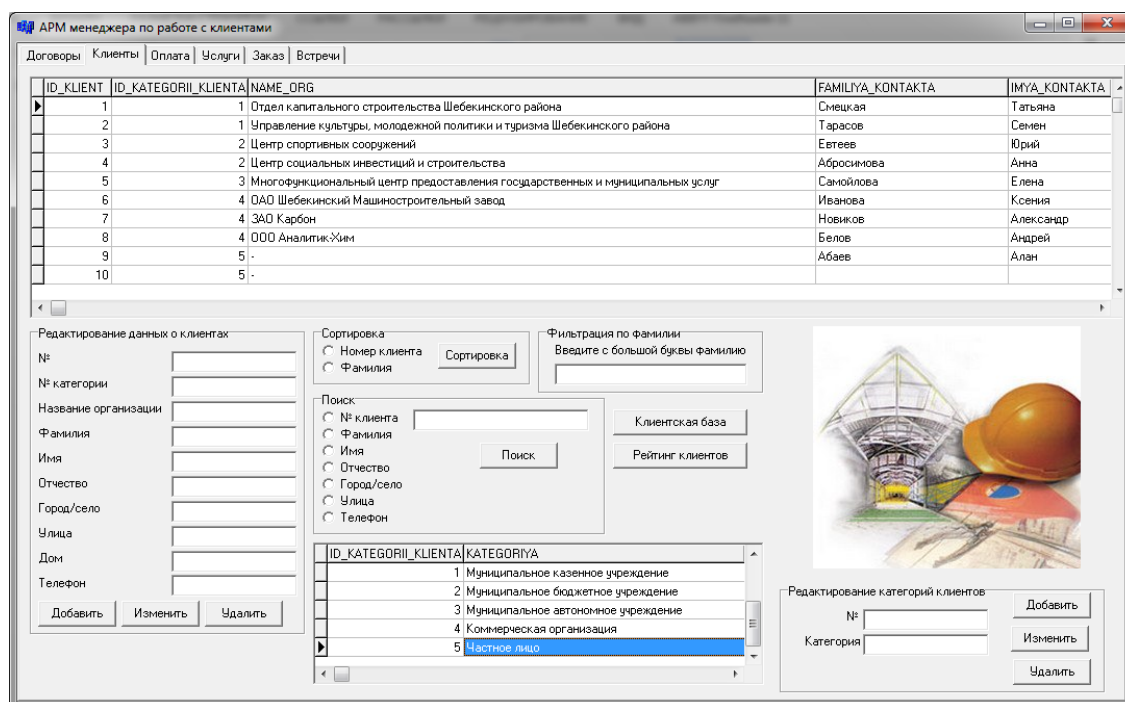 АРМ менеджера по работе с клиентами
Договоры Клиенты Оплата Услуги Заказ Встречи
ID_KLIENT ID_KATEGORII_KLIENTA NAME_ORG FAMILIYA_KONTAKTA IMYA_KONTAKTA
1 1 Отдел капитального строительства Шебекинского района Смецкая Татьяна
2 1 Управление культуры, молодежной политики и туризма Шебекинского района Тарасов Семен
3 2 Центр спортивных сооружений Евтеев Юрий
4 2 Центр социальных инвестиций и строительства Абросимова Анна
5 3 Многофункциональный центр предоставления государственных и муниципальных услуг Самойлова Елена
6 4 ОАО Шебекинский Машиностроительный завод Иванова Ксения
7 4 ЗАО Карбон Новиков Александр
8 4 ООО Аналитик-Хим Белов Андрей
9 5 - Абаев Алан
10 5 -
Редактирование данных о клиентах
№
№ категории
Название организации
Фамилия
Имя
Отчество
Город/село
Улица
Дом
Телефон
Добавить Изменить Удалить
Сортировка
Номер клиента
Фамилия
Сортировка
Фильтрация по фамилии
Введите с большой буквы фамилию
Поиск
№ клиента
Фамилия
Имя
Отчество
Город/село
Улица
Телефон
Поиск
Клиентская база
Рейтинг клиентов
ID_KATEGORII_KLIENTA KATEGORIYA
1 Муниципальное казенное учреждение
2 Муниципальное бюджетное учреждение
3 Муниципальное автономное учреждение
4 Коммерческая организация
5 Частное лицо
Редактирование категорий клиентов
№
Категория
Добавить
Изменить
Удалить